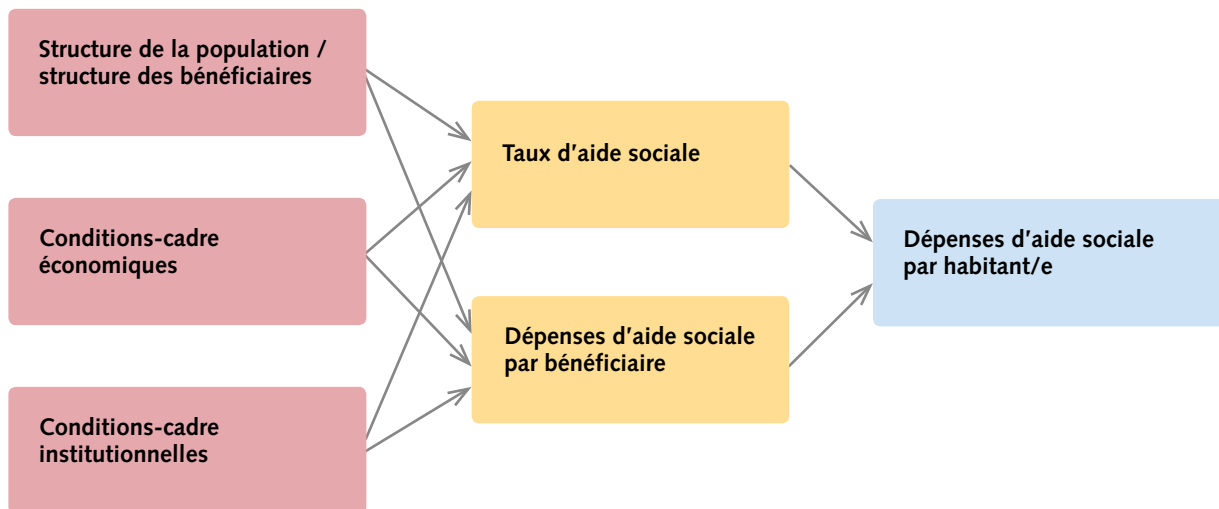 Structure de la population /
structure des bénéficiaires
Conditions-cadre
économiques
Conditions-cadre
institutionnelles
Taux d'aide sociale
Dépenses d'aide sociale
par bénéficiaire
Dépenses d'aide sociale
par habitant/e